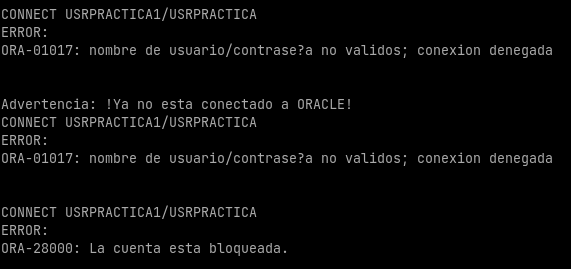 CONNECT USRPRACTICA1/USRPRACTICA
ERROR:
ORA-01017: nombre de usuario/contrase?a no validos; conexion denegada
Advertencia: !Ya no esta conectado a ORACLE!
CONNECT USRPRACTICA1/USRPRACTICA
ERROR:
ORA-01017: nombre de usuario/contrase?a no validos; conexion denegada
CONNECT USRPRACTICA1/USRPRACTICA
ERROR:
ORA-28000: La cuenta esta bloqueada.